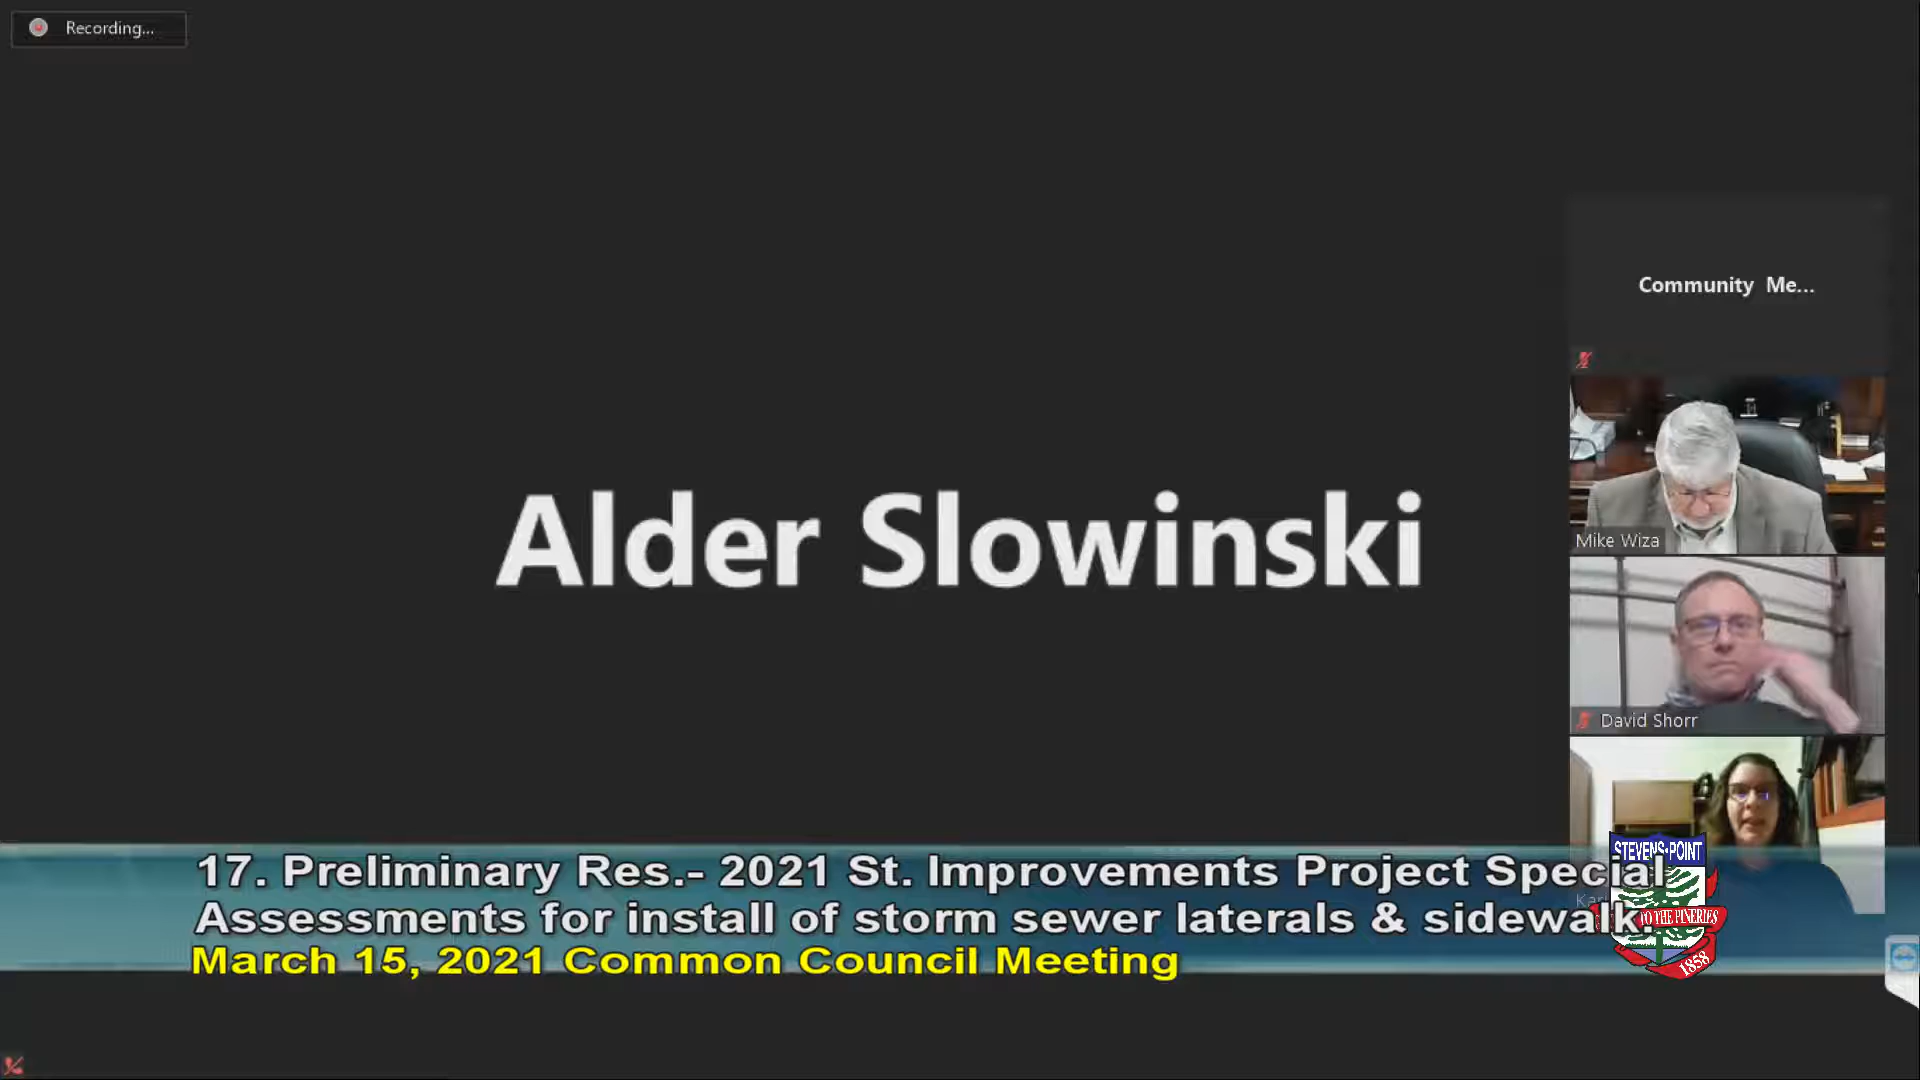 Recording...
Community Me...
Alder Slowinski
Mike Wiza
David Shorr
17. Preliminary Res.- 2021 St. Improvements Project Special
Assessments for install of storm sewer laterals & sidewalk.
March 15, 2021 Common Council Meeting
STEVENS·POINT
TO THE PINERIES
1858